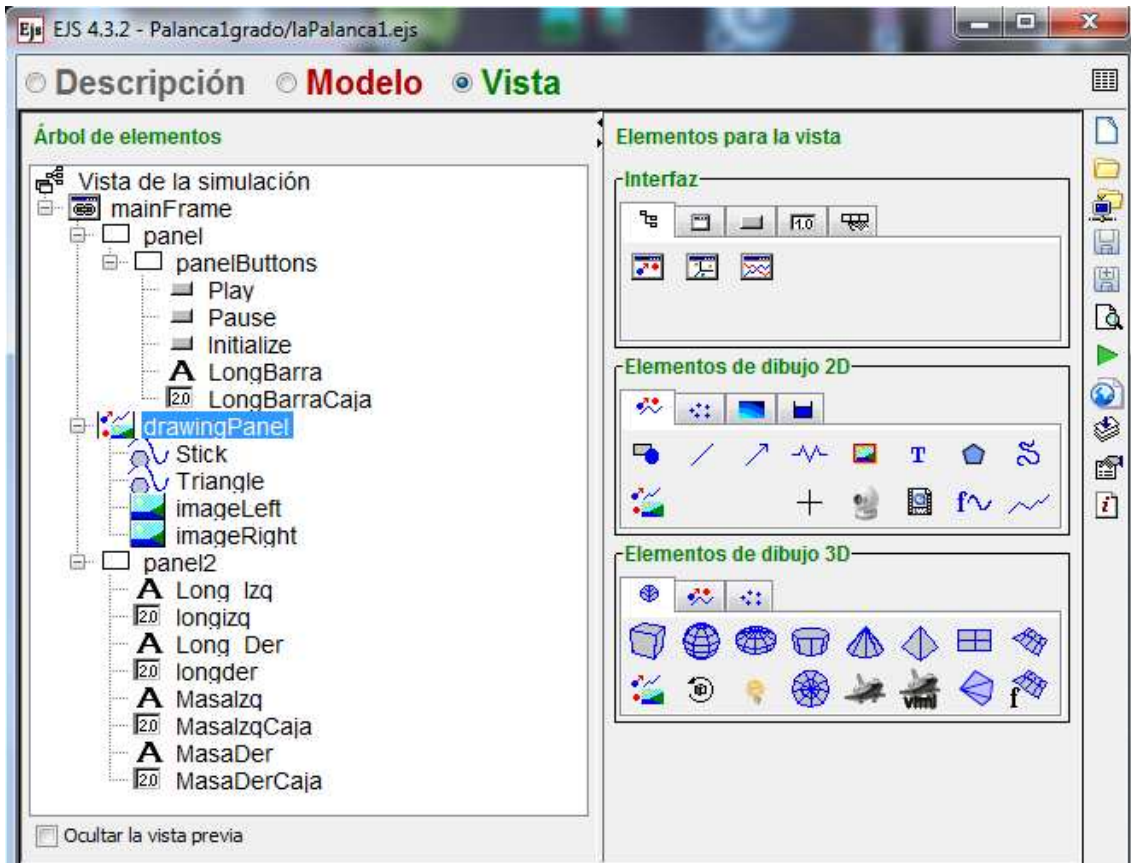 EJS 4.3.2 - Palanca1grado/laPalanca1.ejs
Descripción Modelo Vista
Árbol de elementos
Vista de la simulación
mainFrame
panel
panelButtons
Play
Pause
Initialize
A LongBarra
2.0 LongBarraCaja
drawingPanel
Stick
Triangle
imageLeft
imageRight
panel2
A Long Izq
2.0 longizq
A Long Der
2.0 longder
A MasaIzq
2.0 MasaIzqCaja
A MasaDer
2.0 MasaDerCaja
Ocultar la vista previa
Elementos para la vista
Interfaz
1.0
Elementos de dibujo 2D
T
f
Elementos de dibujo 3D
vrml
f
i
Ejs